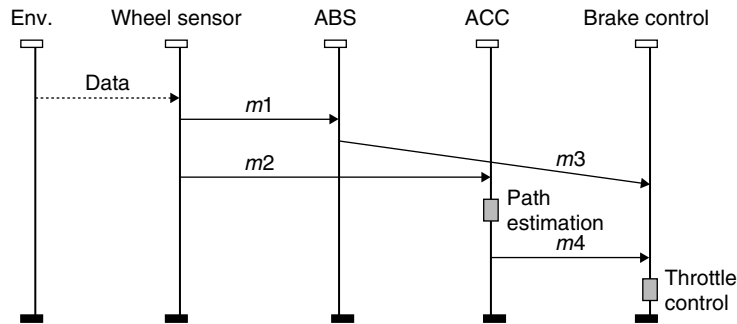 Env.
Wheel sensor
ABS
ACC
Brake control
Data
m1
m2
m3
Path
estimation
m4
Throttle
control